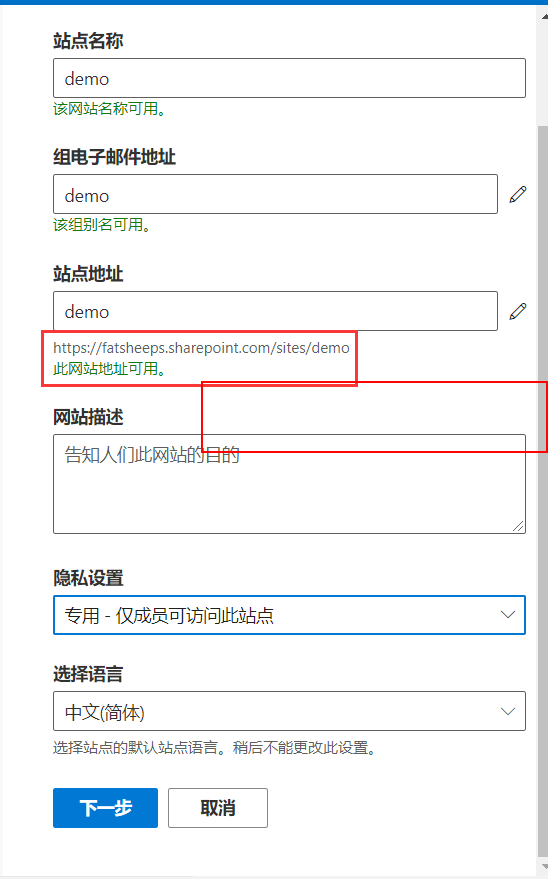 站点名称
demo
该网站名称可用。
组电子邮件地址
demo
该组别名可用。
站点地址
demo
https://fatsheeps.sharepoint.com/sites/demo
此网站地址可用。
网站描述
告知人们此网站的目的
隐私设置
专用 - 仅成员可访问此站点
选择语言
中文(简体)
选择站点的默认站点语言。稍后不能更改此设置。
下一步
取消